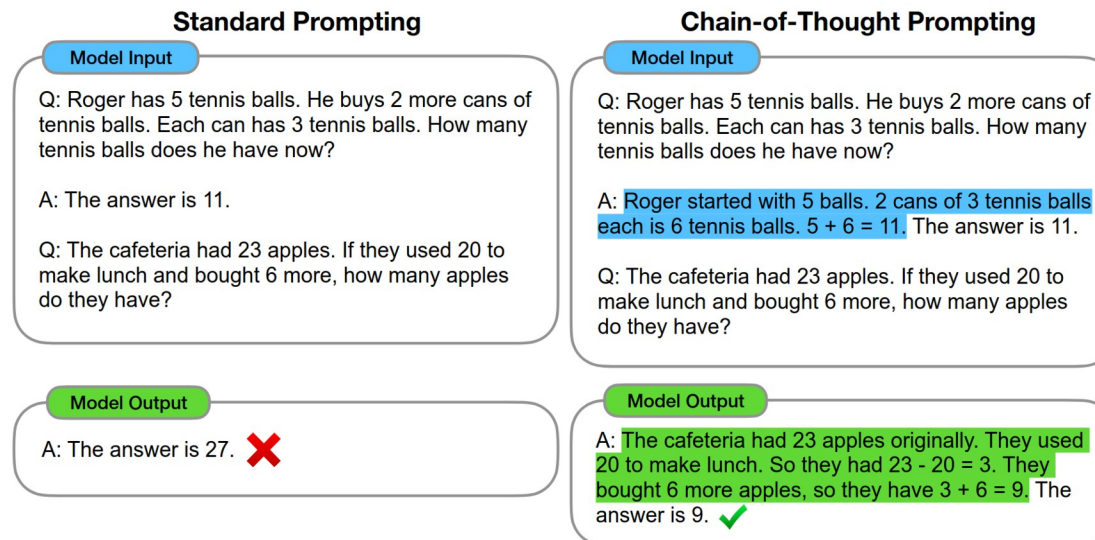 Standard Prompting
Model Input
Q: Roger has 5 tennis balls. He buys 2 more cans of
tennis balls. Each can has 3 tennis balls. How many
tennis balls does he have now?
A: The answer is 11.
Q: The cafeteria had 23 apples. If they used 20 to
make lunch and bought 6 more, how many apples
do they have?
Model Output
A: The answer is 27.
Chain-of-Thought Prompting
Model Input
Q: Roger has 5 tennis balls. He buys 2 more cans of
tennis balls. Each can has 3 tennis balls. How many
tennis balls does he have now?
A: Roger started with 5 balls. 2 cans of 3 tennis balls
each is 6 tennis balls. 5 + 6 = 11. The answer is 11.
Q: The cafeteria had 23 apples. If they used 20 to
make lunch and bought 6 more, how many apples
do they have?
Model Output
A: The cafeteria had 23 apples originally. They used
20 to make lunch. So they had 23 - 20 = 3. They
bought 6 more apples, so they have 3 + 6 = 9. The
answer is 9.